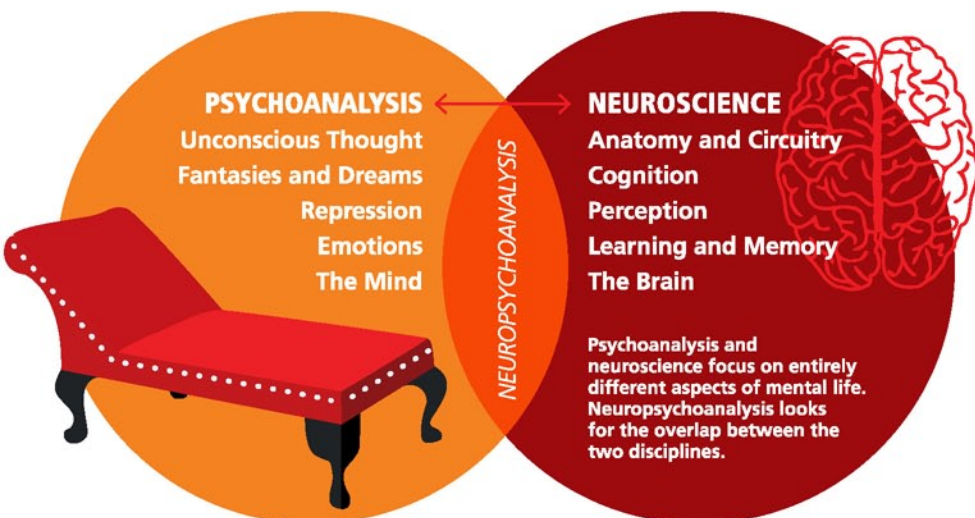 PSYCHOANALYSIS
Unconscious Thought
Fantasies and Dreams
Repression
Emotions
The Mind
NEUROPSYCHOANALYSIS
NEUROSCIENCE
Anatomy and Circuitry
Cognition
Perception
Learning and Memory
The Brain
Psychoanalysis and
neuroscience focus on entirely
different aspects of mental life.
Neuropsychoanalysis looks
for the overlap between the
two disciplines.